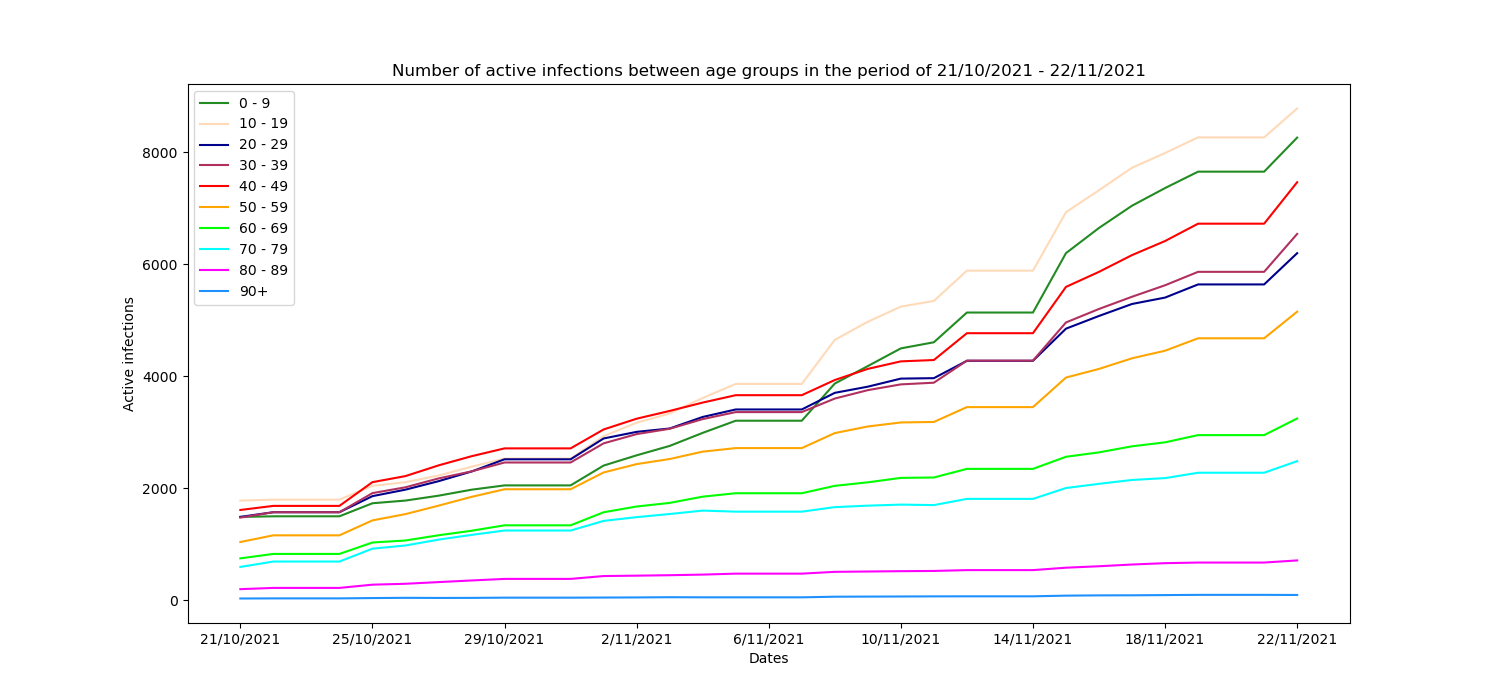 Number of active infections between age groups in the period of 21/10/2021 - 22/11/2021
0 - 9
10 - 19
20 - 29
30 - 39
40 - 49
50 - 59
60 - 69
70 - 79
80 - 89
90+
8000
6000
4000
2000
0
Active infections
21/10/2021 25/10/2021 29/10/2021 2/11/2021 6/11/2021 10/11/2021 14/11/2021 18/11/2021 22/11/2021
Dates